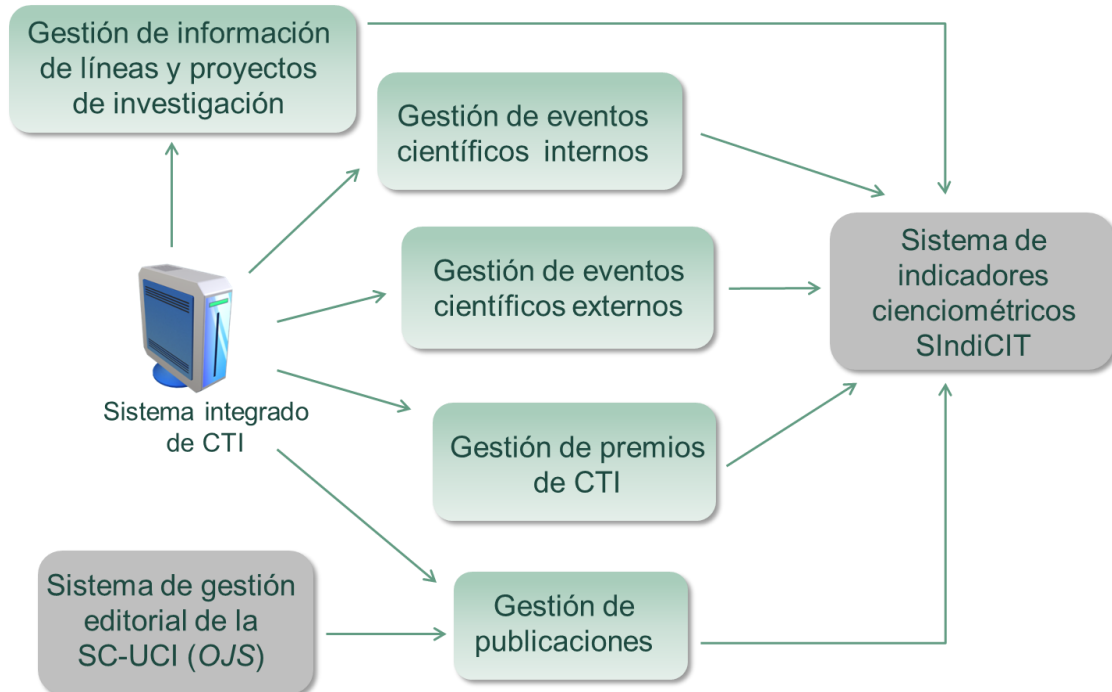 Gestión de información
de líneas y proyectos
de investigación
Gestión de eventos
científicos internos
Gestión de eventos
científicos externos
Sistema de
indicadores
cienciométricos
SIndiCIT
Sistema integrado
de CTI
Gestión de premios
de CTI
Sistema de gestión
editorial de la
SC-UCI (OJS)
Gestión de
publicaciones